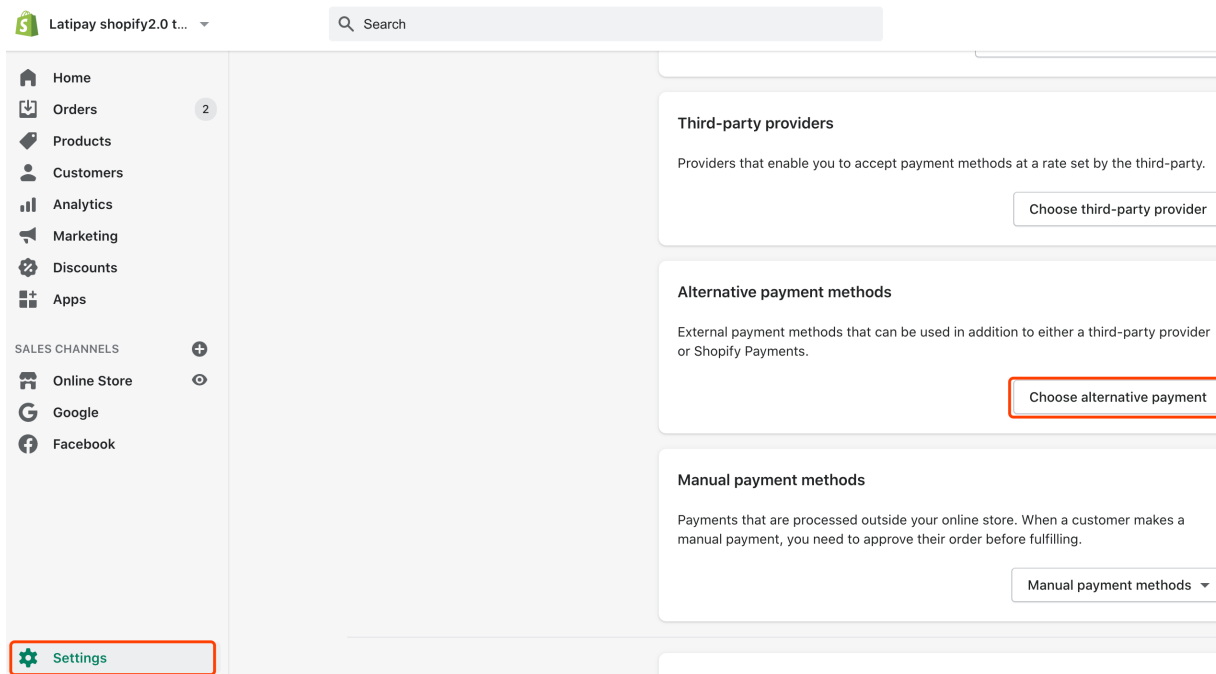 Latipay shopify2.0 t...
Search
Home
Orders 2
Products
Customers
Analytics
Marketing
Discounts
Apps
SALES CHANNELS
Online Store
Google
Facebook
Settings
Third-party providers
Providers that enable you to accept payment methods at a rate set by the third-party.
Choose third-party provider
Alternative payment methods
External payment methods that can be used in addition to either a third-party provider
or Shopify Payments.
Choose alternative payment
Manual payment methods
Payments that are processed outside your online store. When a customer makes a
manual payment, you need to approve their order before fulfilling.
Manual payment methods